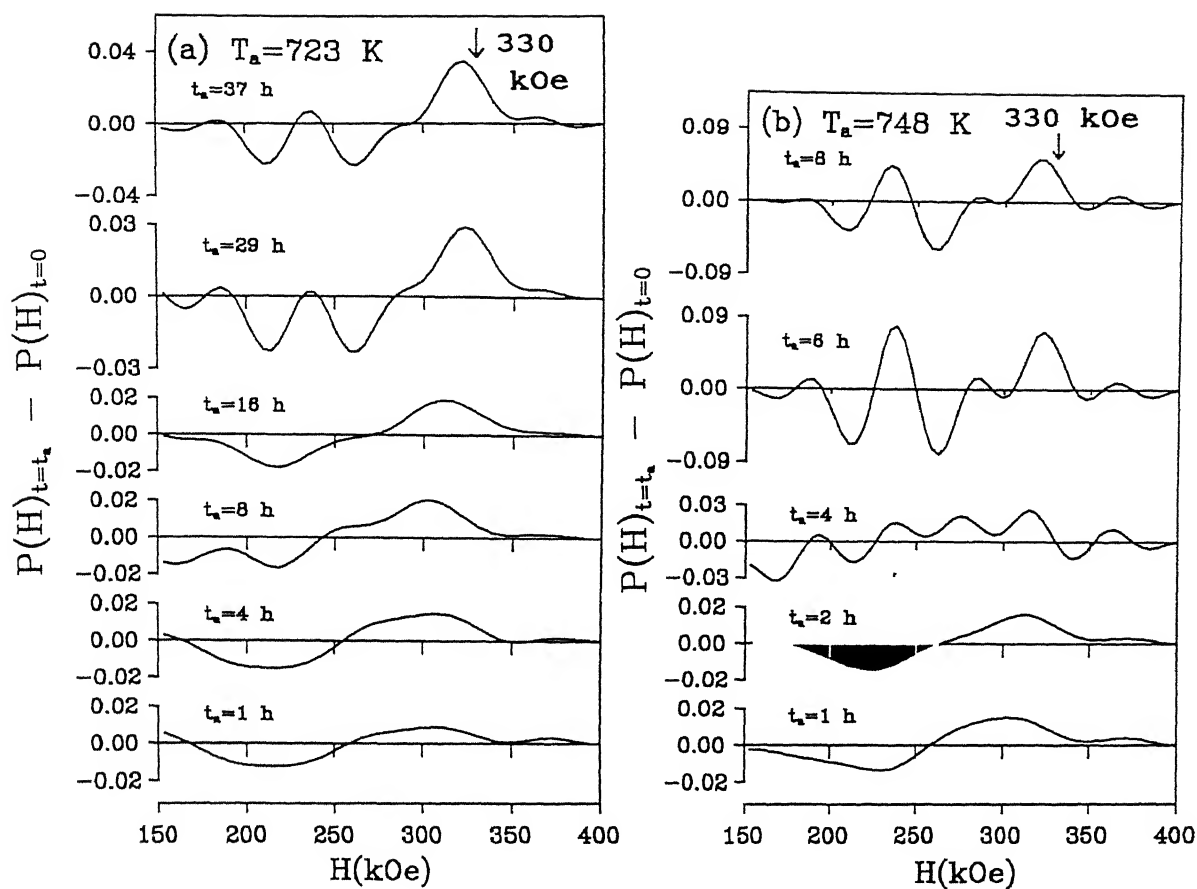 (a) T_a=723 K
330 kOe
t_a=37 h
0.04
0.00
−0.04
t_a=29 h
0.03
0.00
−0.03
t_a=16 h
0.02
0.00
−0.02
t_a=8 h
0.02
0.00
−0.02
t_a=4 h
0.02
0.00
−0.02
t_a=1 h
0.02
0.00
−0.02
150 200 250 300 350 400
H(kOe)
P(H)_{t=t_a} − P(H)_{t=0}
(b) T_a=748 K
330 kOe
t_a=8 h
0.09
0.00
−0.09
t_a=6 h
0.09
0.00
−0.09
t_a=4 h
0.03
0.00
−0.03
t_a=2 h
0.02
0.00
−0.02
t_a=1 h
0.02
0.00
−0.02
150 200 250 300 350 400
H(kOe)
P(H)_{t=t_a} − P(H)_{t=0}